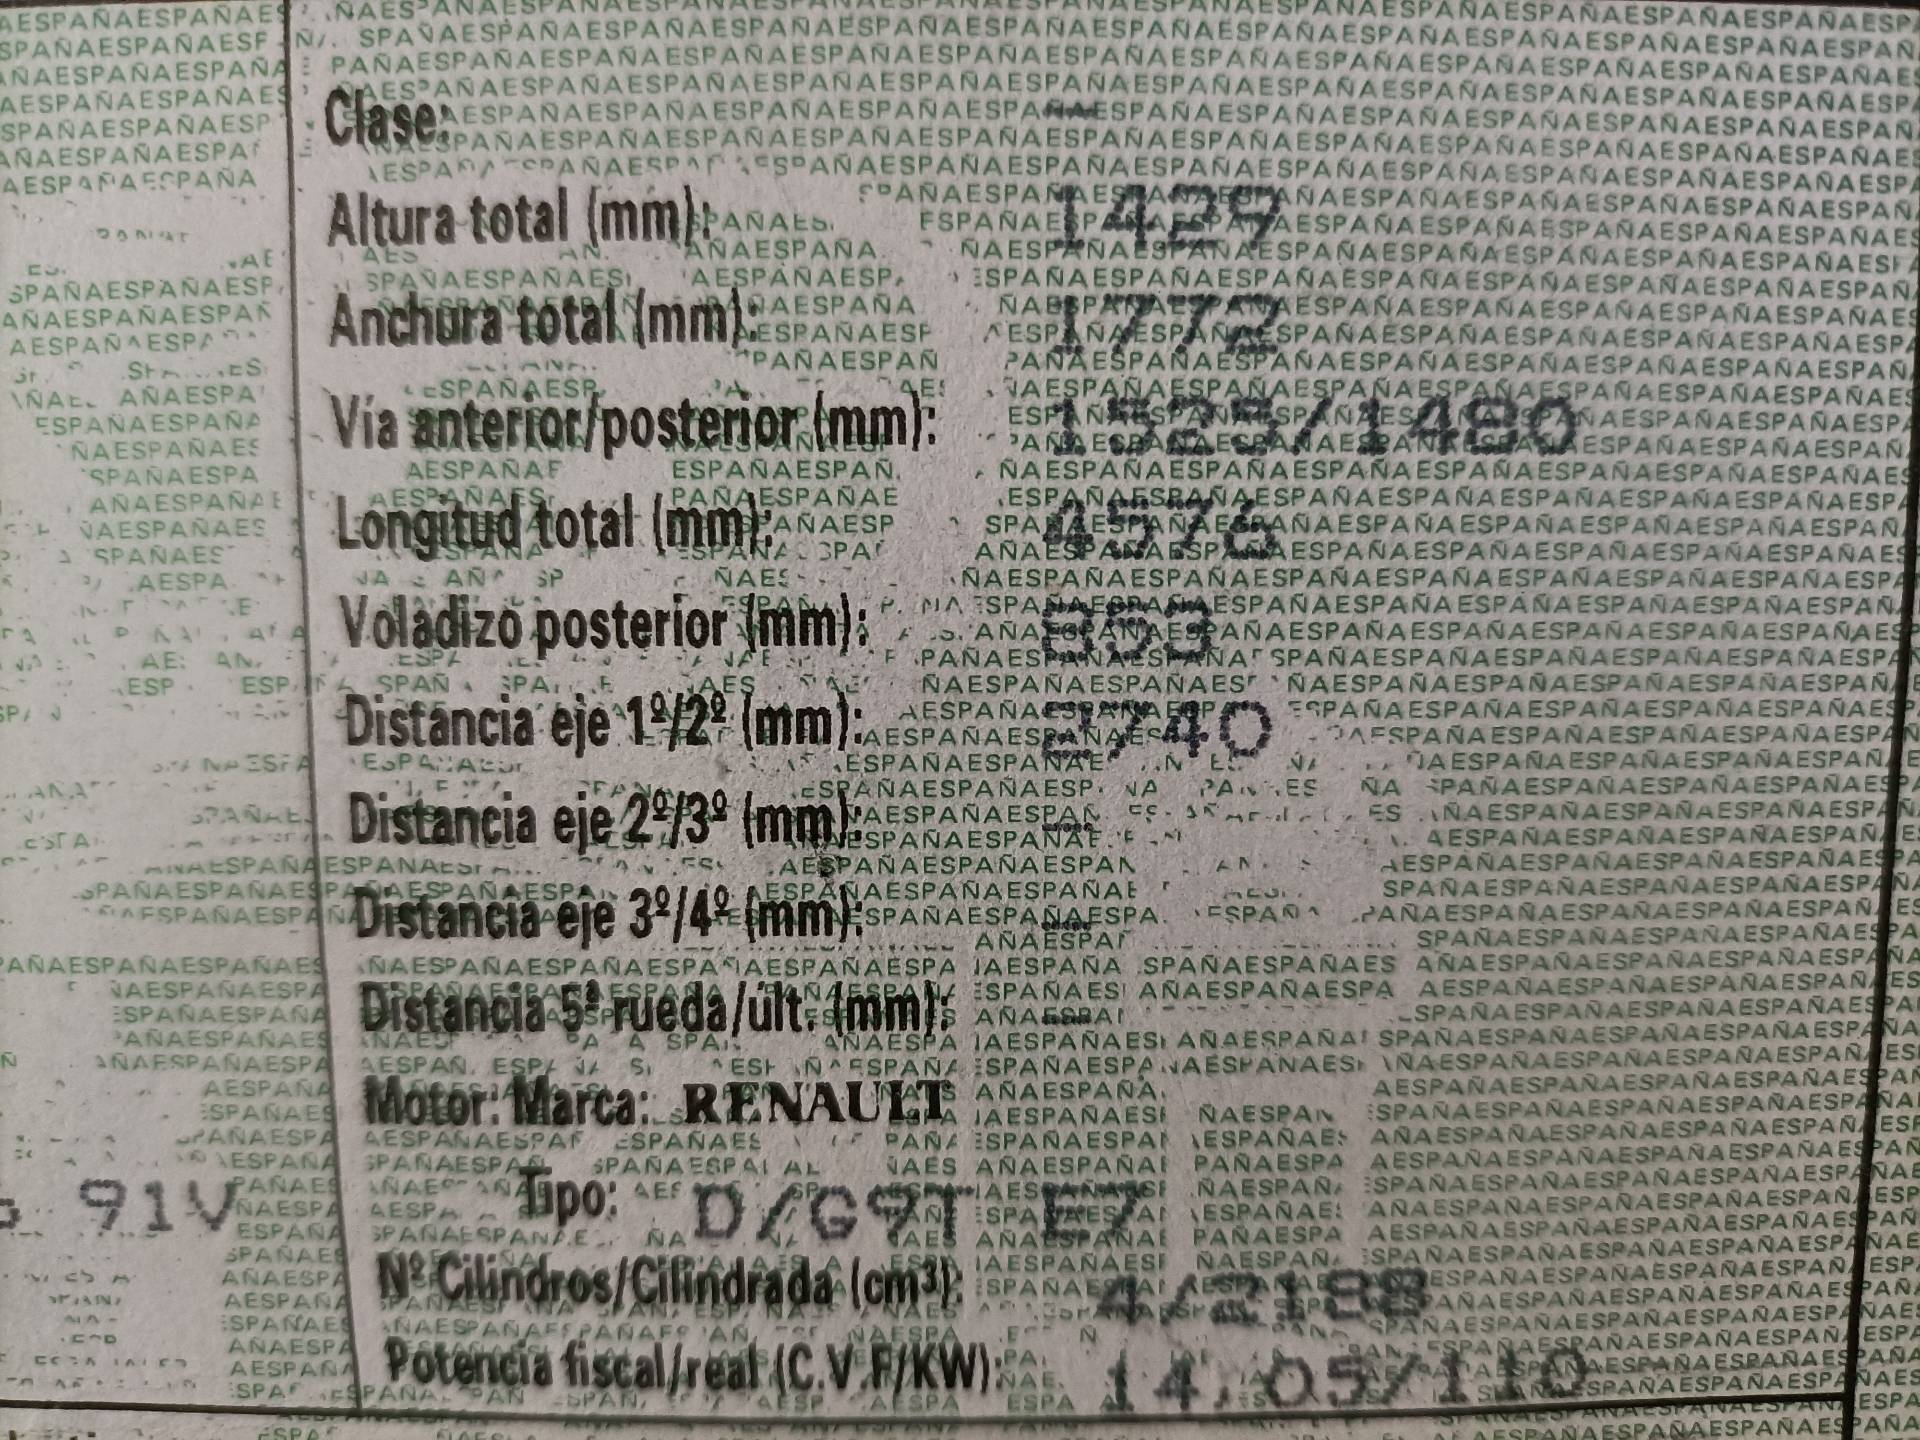 Clase: -
Altura total (mm): 1429
Anchura total (mm): 1772
Vía anterior/posterior (mm): 1525/1480
Longitud total (mm): 4576
Voladizo posterior (mm): 853
Distancia eje 1º/2º (mm): 2740
Distancia eje 2º/3º (mm): -
Distancia eje 3º/4º (mm): -
Distancia 5ª rueda/últ. (mm): -
Motor: Marca: RENAULT
91V
Tipo: D/G9T E7
Nº Cilindros/Cilindrada (cm³): 4/2188
Potencia fiscal/real (C.V.F/KW): 14,05/110